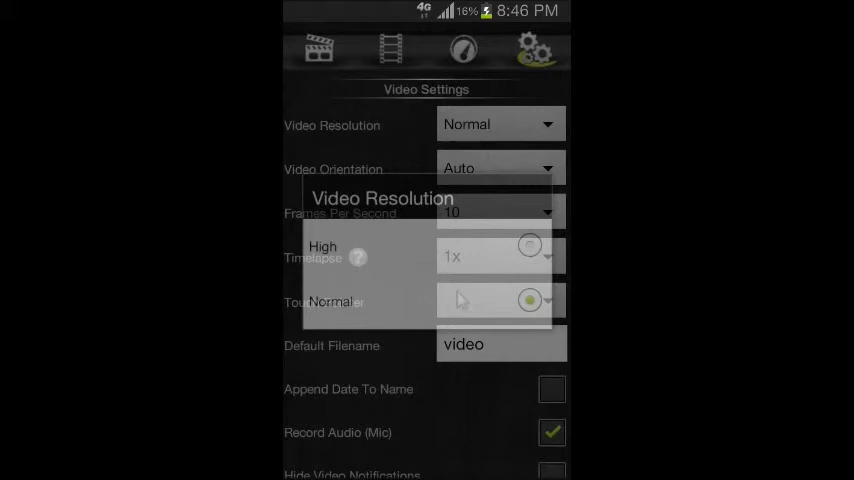 4G 16% 8:46 PM
Video Settings
Video Resolution Normal
Video Orientation Auto
Video Resolution
Frames Per Second 10
High
Timelapse ? 1x
Normal
Default Filename video
Append Date To Name
Record Audio (Mic)
Hide Video Notifications